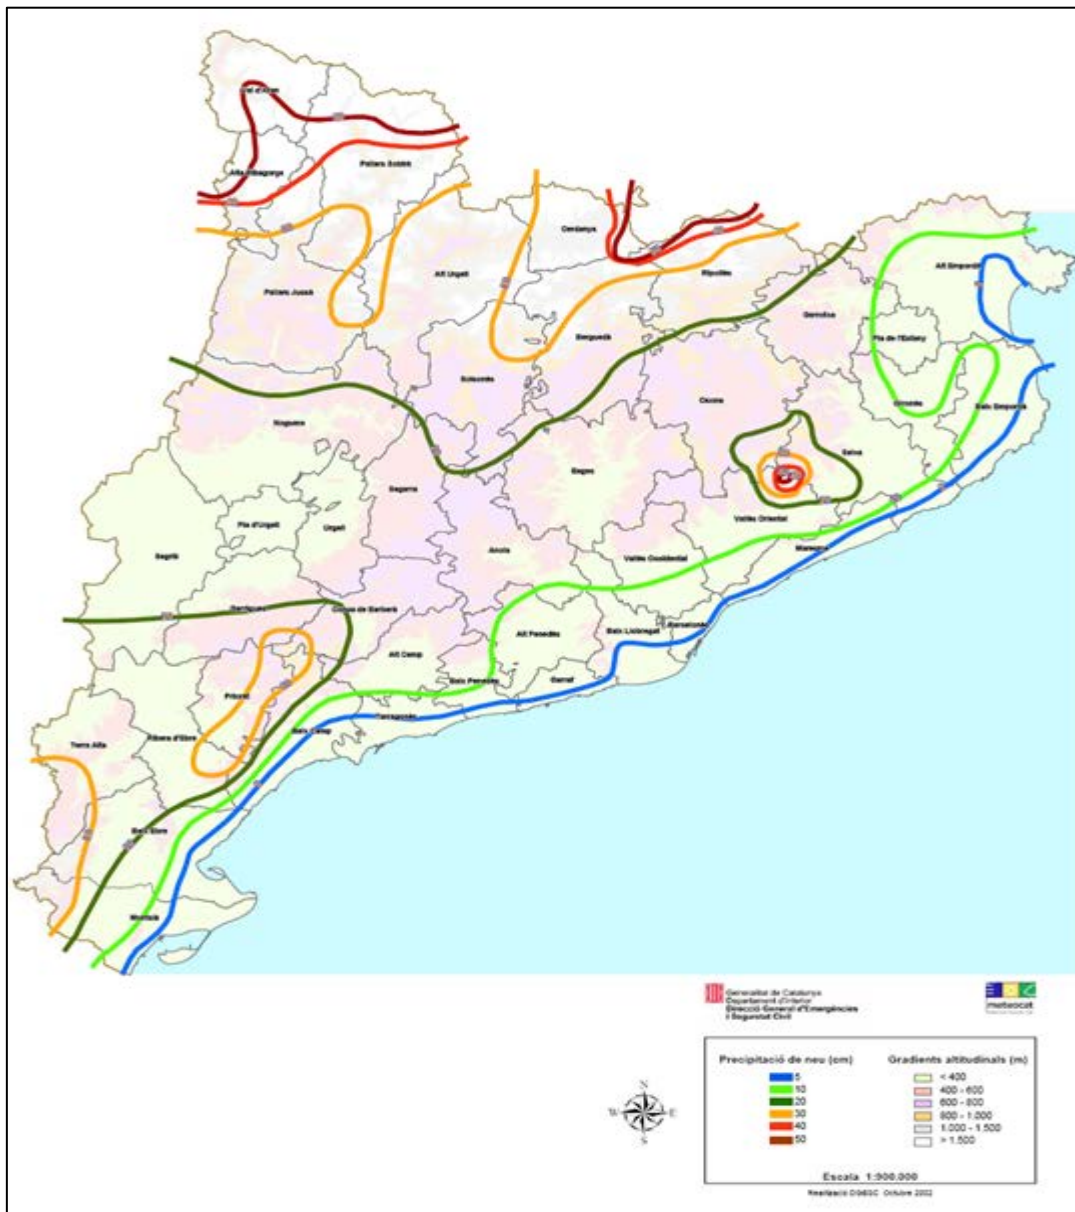 Val d'Aran
Alta Ribagorça
Pallars Sobirà
Cerdanya
Alt Urgell
Ripollès
Alt Empordà
Pallars Jussà
Garrotxa
Berguedà
Pla de l'Estany
Solsonès
Osona
Gironès
Baix Empordà
Noguera
Selva
Bages
Segarra
Vallès Oriental
Pla d'Urgell
Urgell
Segrià
Anoia
Vallès Occidental
Maresme
Garrigues
Conca de Barberà
Barcelonès
Baix Llobregat
Alt Penedès
Alt Camp
Baix Penedès
Garraf
Priorat
Tarragonès
Baix Camp
Ribera d'Ebre
Terra Alta
Baix Ebre
Montsià
Generalitat de Catalunya
Departament d'Interior
Direcció General d'Emergències
i Seguretat Civil
meteocat
Precipitació de neu (cm)
5
10
20
30
40
50
Gradients altitudinals (m)
< 400
400 - 600
600 - 800
800 - 1.000
1.000 - 1.500
> 1.500
S
W
E
S
Escala 1:900.000
Realització DGESC Octubre 2002